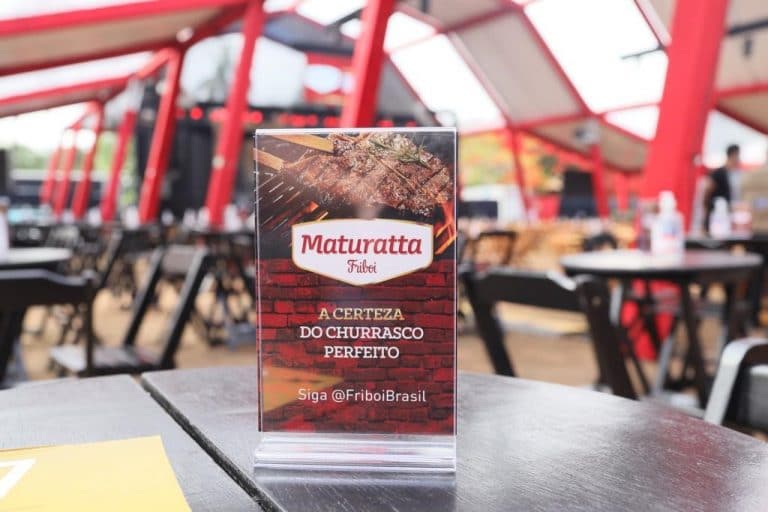 Maturatta
Friboi
A CERTEZA
DO CHURRASCO
PERFEITO
Siga @FriboiBrasil